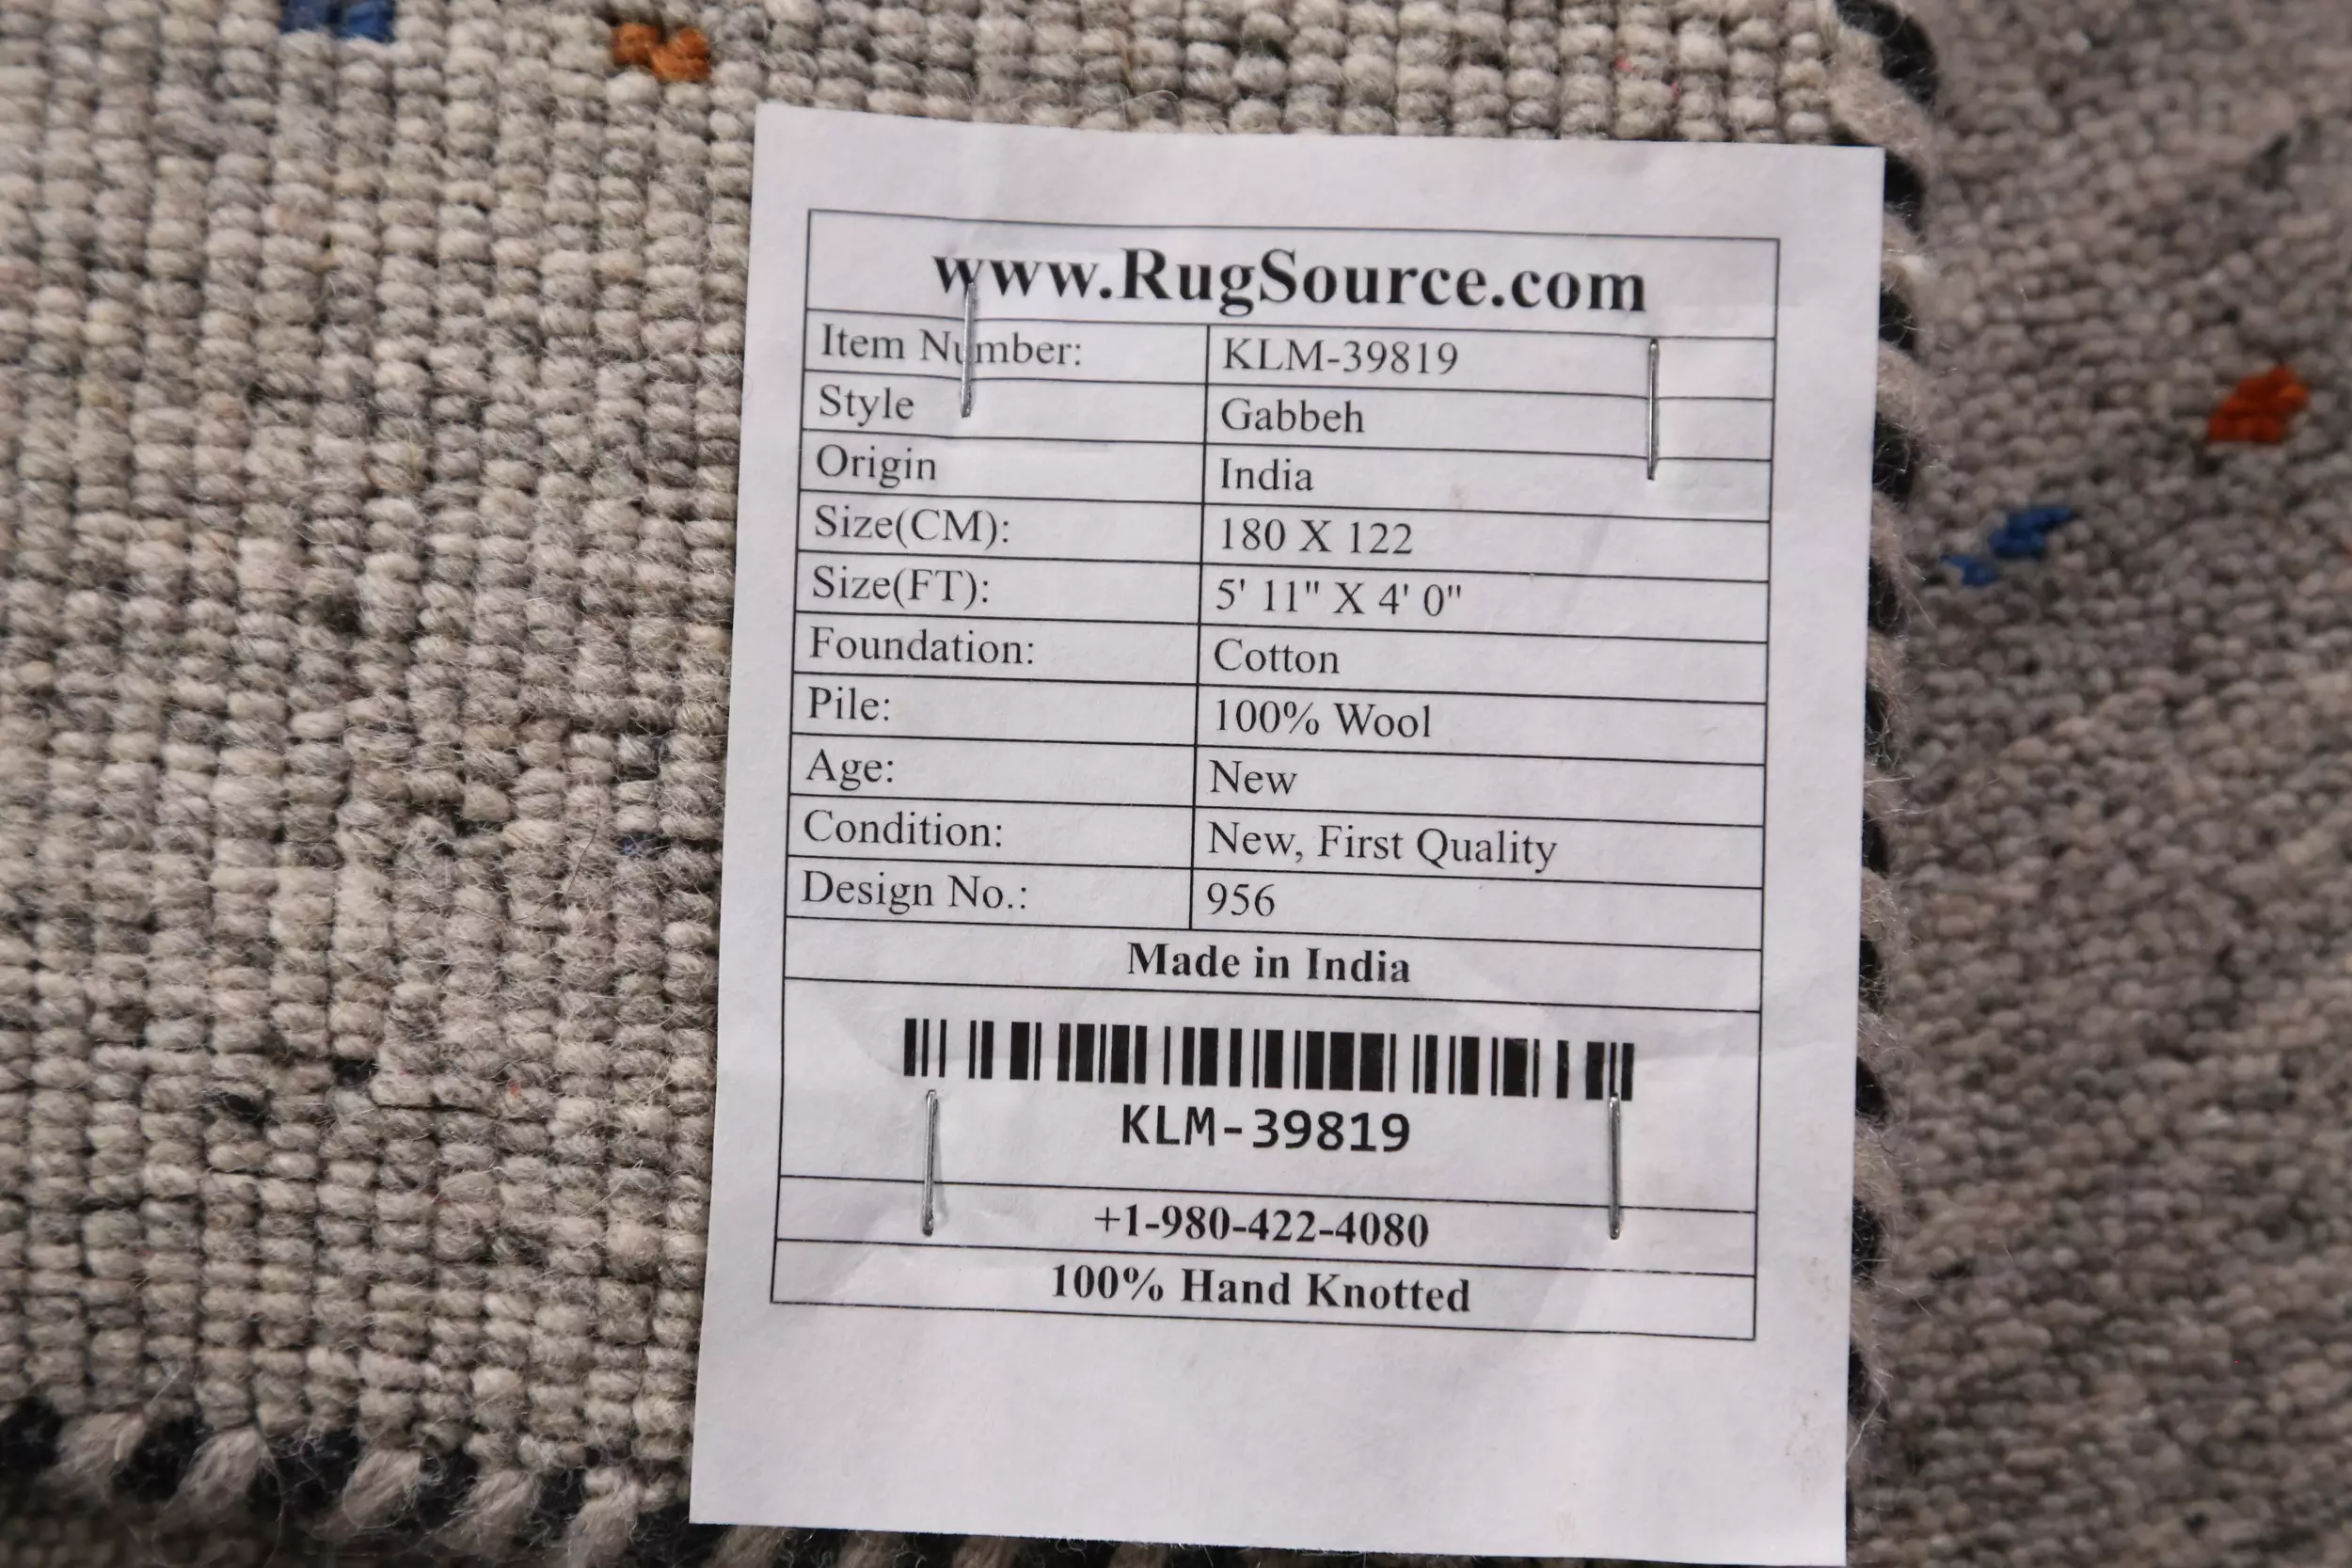 www.RugSource.com
Item Number: KLM-39819
Style Gabbeh
Origin India
Size(CM): 180 X 122
Size(FT): 5' 11" X 4' 0"
Foundation: Cotton
Pile: 100% Wool
Age: New
Condition: New, First Quality
Design No.: 956
Made in India
KLM-39819
+1-980-422-4080
100% Hand Knotted